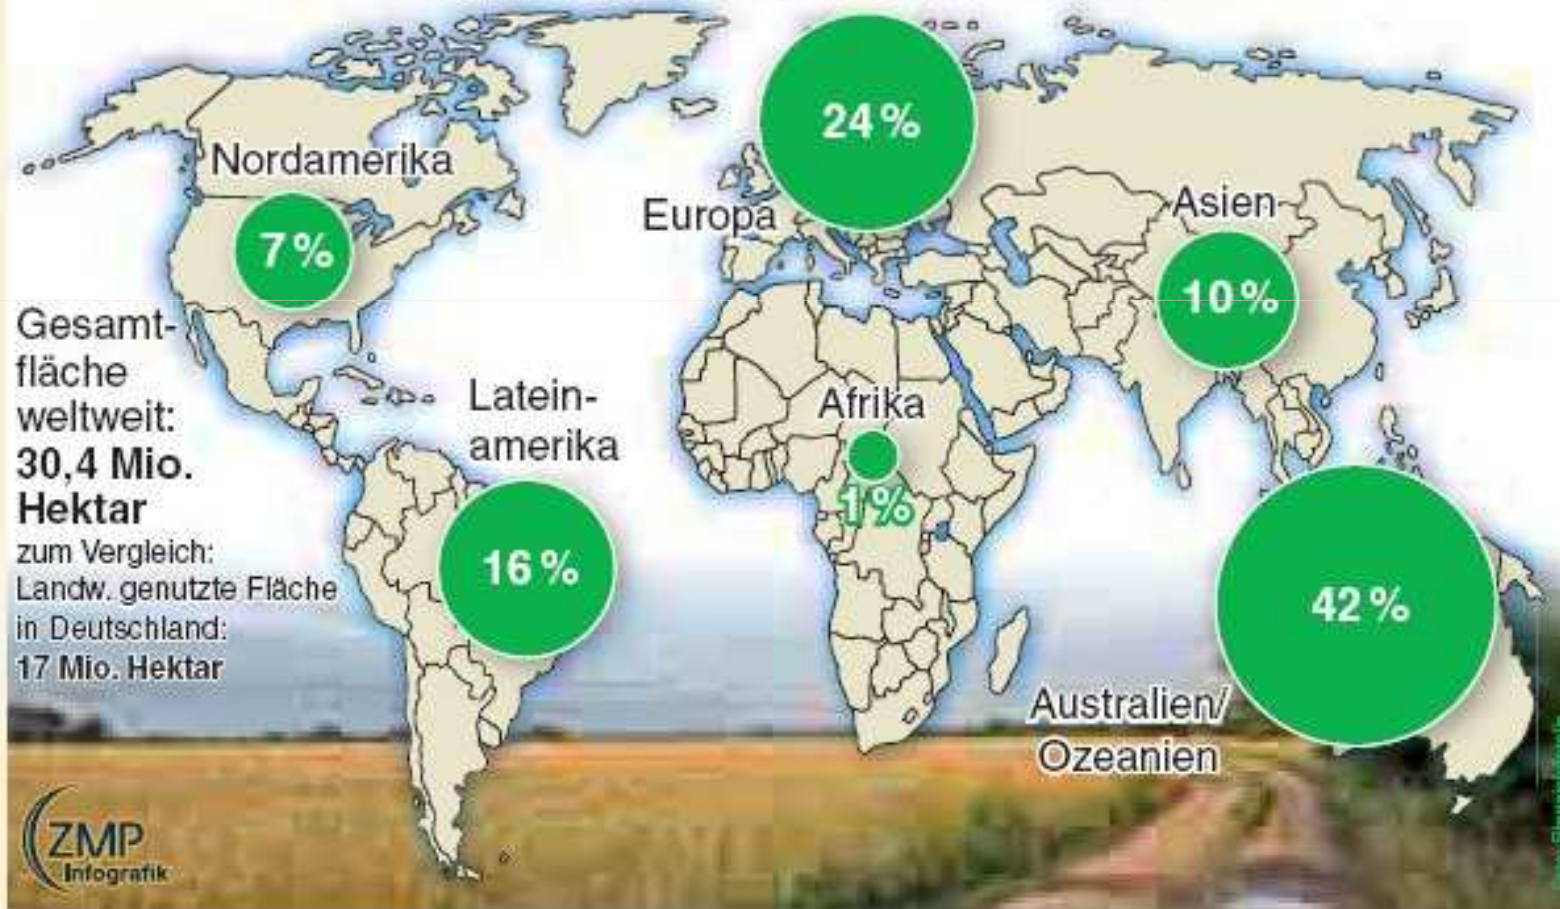 24 %
Nordamerika
7 %
Europa
Asien
10 %
Gesamt-
fläche
weltweit:
30,4 Mio.
Hektar
zum Vergleich:
Landw. genutzte Fläche
in Deutschland:
17 Mio. Hektar
Latein-
amerika
16 %
Afrika
1 %
42 %
Australien/
Ozeanien
ZMP
Infografik